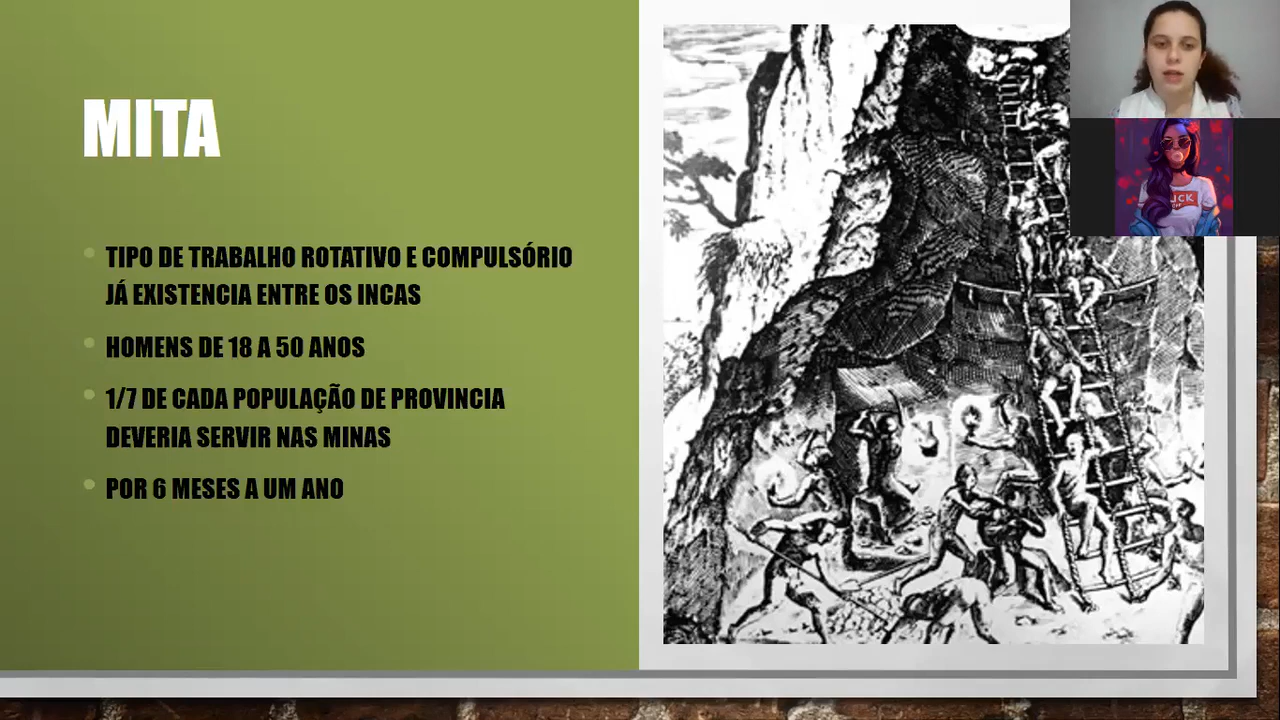 MITA
TIPO DE TRABALHO ROTATIVO E COMPULSÓRIO
JÁ EXISTENCIA ENTRE OS INCAS
HOMENS DE 18 A 50 ANOS
1/7 DE CADA POPULAÇÃO DE PROVINCIA
DEVERIA SERVIR NAS MINAS
POR 6 MESES A UM ANO